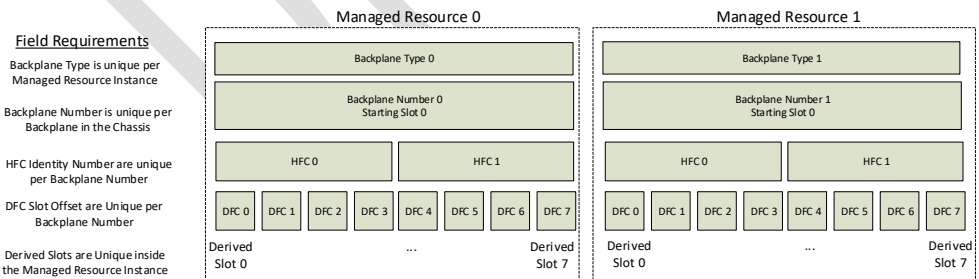 Managed Resource 0
Managed Resource 1
Field Requirements
Backplane Type is unique per
Managed Resource Instance
Backplane Type 0
Backplane Type 1
Backplane Number is unique per
Backplane in the Chassis
Backplane Number 0
Starting Slot 0
Backplane Number 1
Starting Slot 0
HFC Identity Number are unique
per Backplane Number
HFC 0
HFC 1
HFC 0
HFC 1
DFC Slot Offset are Unique per
Backplane Number
DFC 0
DFC 1
DFC 2
DFC 3
DFC 4
DFC 5
DFC 6
DFC 7
DFC 0
DFC 1
DFC 2
DFC 3
DFC 4
DFC 5
DFC 6
DFC 7
Derived Slots are Unique inside
the Managed Resource Instance
Derived
Slot 0
...
Derived
Slot 7
Derived
Slot 0
...
Derived
Slot 7